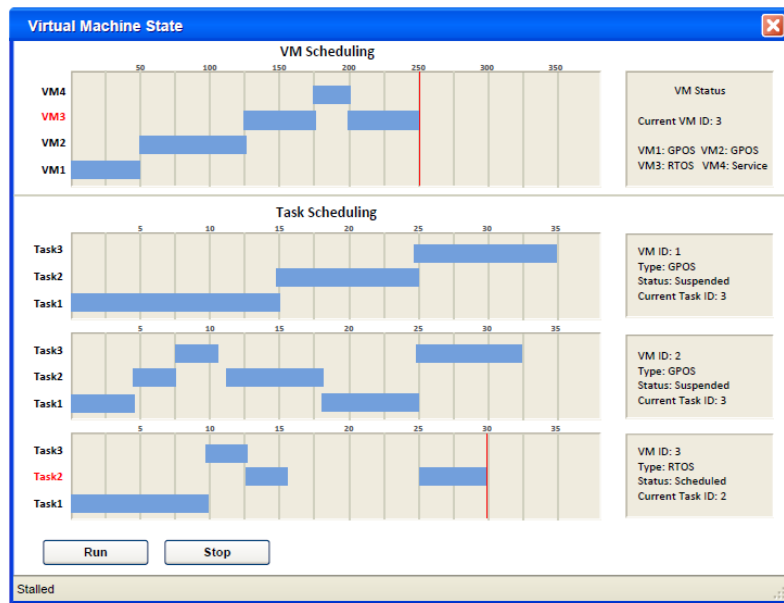 Virtual Machine State
VM Scheduling
50 100 150 200 250 300 350
VM4
VM3
VM2
VM1
VM Status
Current VM ID: 3
VM1: GPOS VM2: GPOS
VM3: RTOS VM4: Service
Task Scheduling
5 10 15 20 25 30 35
Task3
Task2
Task1
VM ID: 1
Type: GPOS
Status: Suspended
Current Task ID: 3
5 10 15 20 25 30 35
Task3
Task2
Task1
VM ID: 2
Type: GPOS
Status: Suspended
Current Task ID: 3
5 10 15 20 25 30 35
Task3
Task2
Task1
VM ID: 3
Type: RTOS
Status: Scheduled
Current Task ID: 2
Run Stop
Stalled